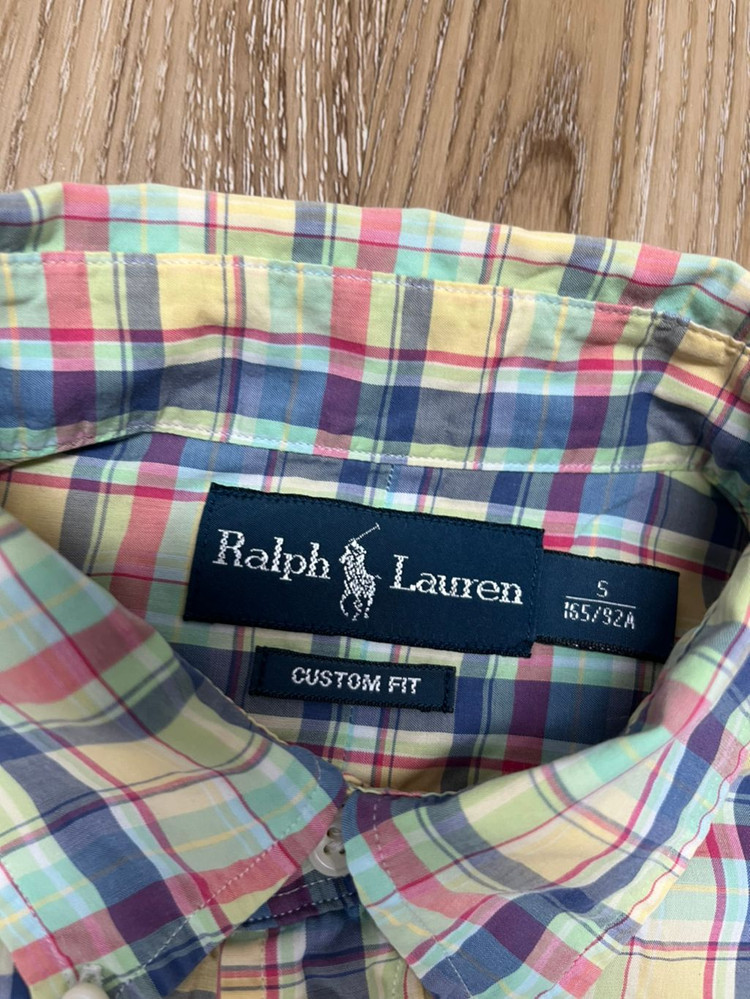 Ralph Lauren
S
165/92A
CUSTOM FIT